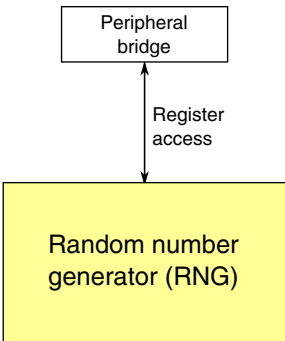 Peripheral
bridge
Register
access
Random number
generator (RNG)